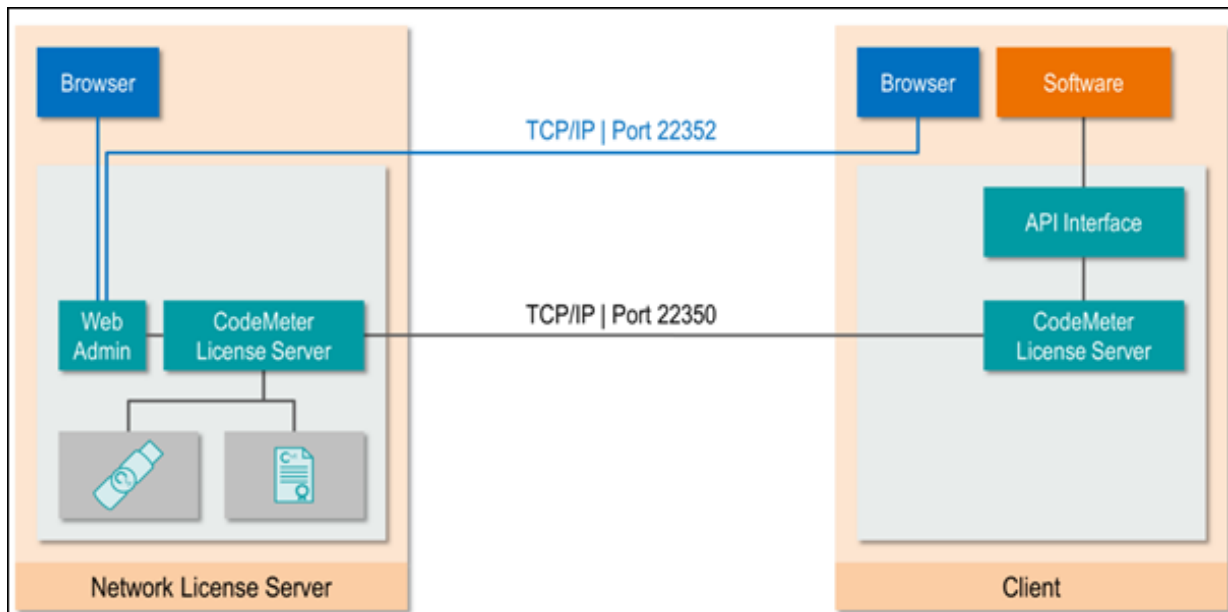 Browser
Browser
Software
TCP/IP | Port 22352
API Interface
Web
Admin
CodeMeter
License Server
TCP/IP | Port 22350
CodeMeter
License Server
Network License Server
Client